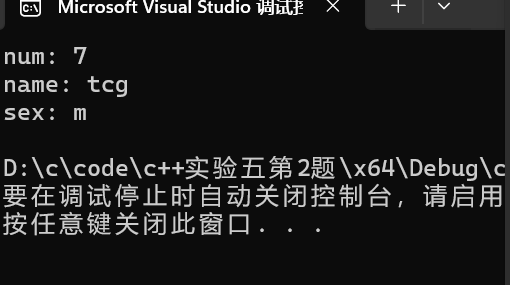 Microsoft Visual Studio 调试
num: 7
name: tcg
sex: m
D:\c\code\c++实验五第2题\x64\Debug\c
要在调试停止时自动关闭控制台，请启用
按任意键关闭此窗口. . .